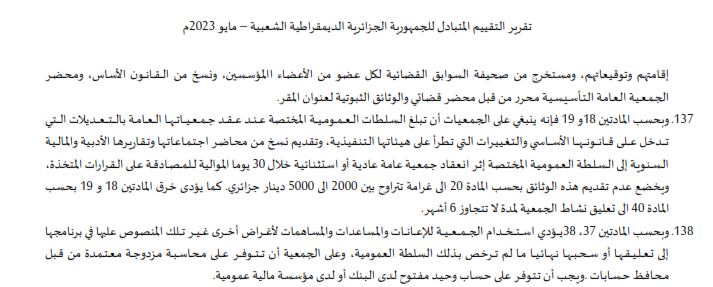 تقرير التقييم المتبادل للجمهورية الجزائرية الديمقراطية الشعبية – مايو 2023م
إقامتهم وتوقيعاتهم، ومستخرج من صحيفة السوابق القضائية لكل عضو من الأعضاء المؤسسين، ونسخ من القانون الأساس، ومحضر
الجمعية العامة التأسيسية محرر من قبل محضر قضائي والوثائق الثبوتية لعنوان المقر.
137. وبحسب المادتين 18و 19 فإنه ينبغي على الجمعيات أن تبلغ السلطات العمومية المختصة عند عقد جمعياتها العامة بالتعديلات التي
تدخل على قانونها الأساسي والتغييرات التي تطرأ على هيئاتها التنفيذية، وتقديم نسخ من محاضر اجتماعاتها وتقاريرها الأدبية والمالية
السنوية إلى السلطة العمومية المختصة إثر انعقاد جمعية عامة عادية أو استثنائية خلال 30 يوما الموالية للمصادقة على القرارات المتخذة،
ويخضع عدم تقديم هذه الوثائق بحسب المادة 20 الى غرامة تتراوح بين 2000 الى 5000 دينار جزائري. كما يؤدى خرق المادتين 18 و 19 بحسب
المادة 40 الى تعليق نشاط الجمعية لمدة لا تتجاوز 6 أشهر.
138. وبحسب المادتين 37، 38يؤدي استخدام الجمعية للإعانات والمساعدات والمساهمات لأغراض أخرى غير تلك المنصوص عليها في برنامجها
إلى تعليقها أو سحبها نهائيا ما لم ترخص بذلك السلطة العمومية، وعلى الجمعية أن تتوفر على محاسبة مزدوجة معتمدة من قبل
محافظ حسابات .ويجب أن تتوفر على حساب وحيد مفتوح لدى البنك أو لدى مؤسسة مالية عمومية.